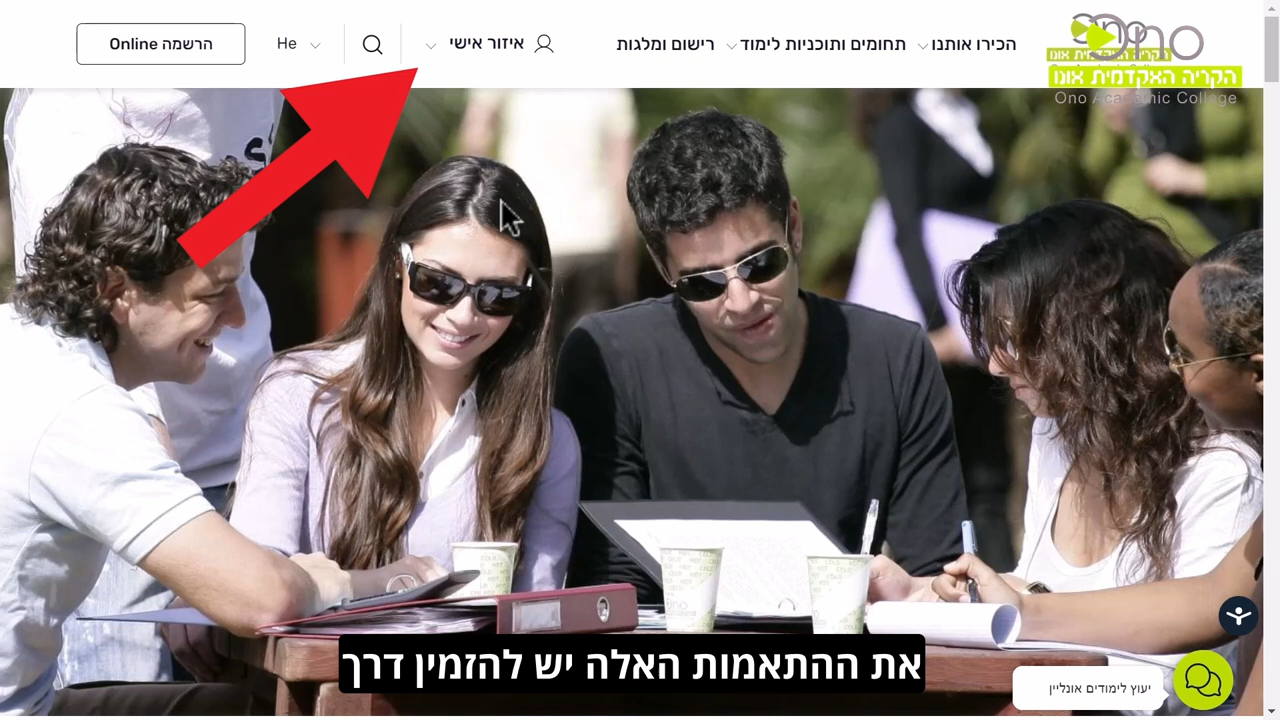 Ono
הקריה האקדמית אונו
Ono Academic College
הכירו אותנו
תחומים ותוכניות לימוד
רישום ומלגות
איזור אישי
He
הרשמה Online
את ההתאמות האלה יש להזמין דרך
יעוץ לימודים אונליין